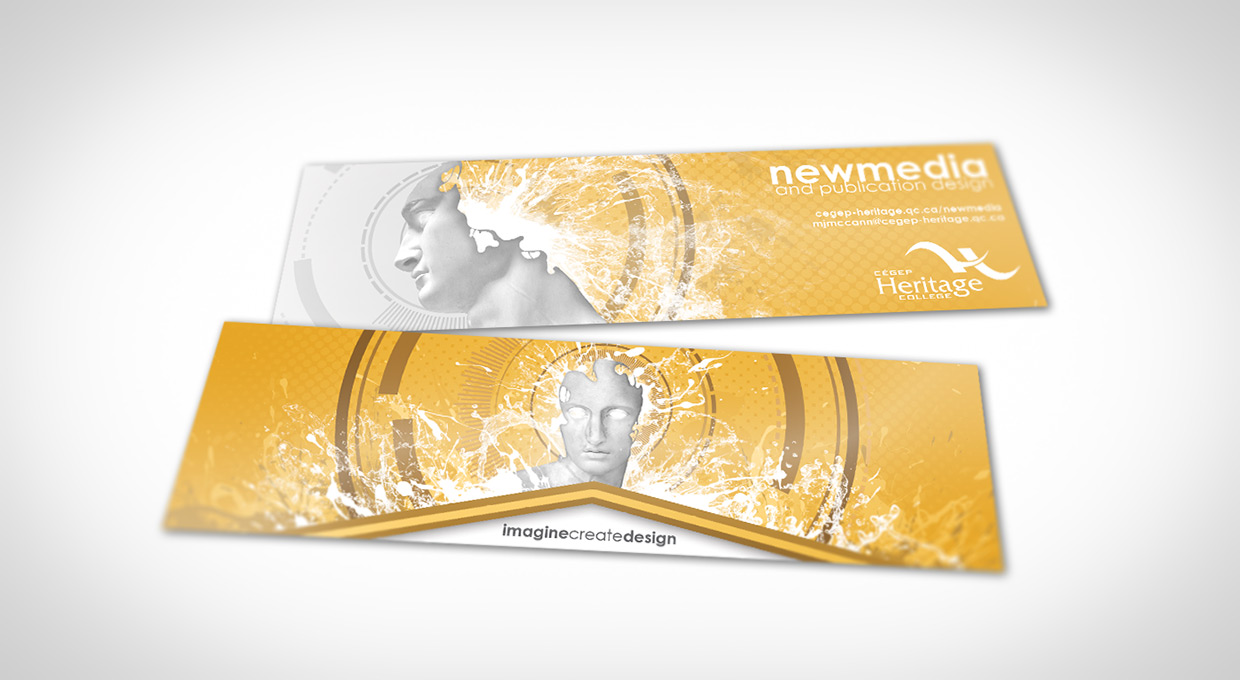 newmedia
and publication design
cegep-heritage.qc.ca/newmedia
mjmccann@cegep-heritage.qc.ca
CÉGEP
Heritage
COLLEGE
imaginecreatedesign